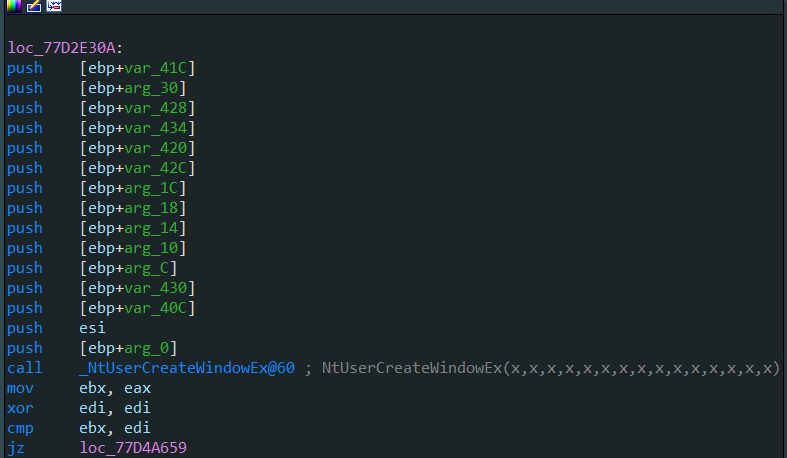 loc_77D2E30A:
push [ebp+var_41C]
push [ebp+arg_30]
push [ebp+var_428]
push [ebp+var_434]
push [ebp+var_420]
push [ebp+var_42C]
push [ebp+arg_1C]
push [ebp+arg_18]
push [ebp+arg_14]
push [ebp+arg_10]
push [ebp+arg_C]
push [ebp+var_430]
push [ebp+var_40C]
push esi
push [ebp+arg_0]
call _NtUserCreateWindowEx@60 ; NtUserCreateWindowEx(x,x,x,x,x,x,x,x,x,x,x,x,x,x,x)
mov ebx, eax
xor edi, edi
cmp ebx, edi
jz loc_77D4A659